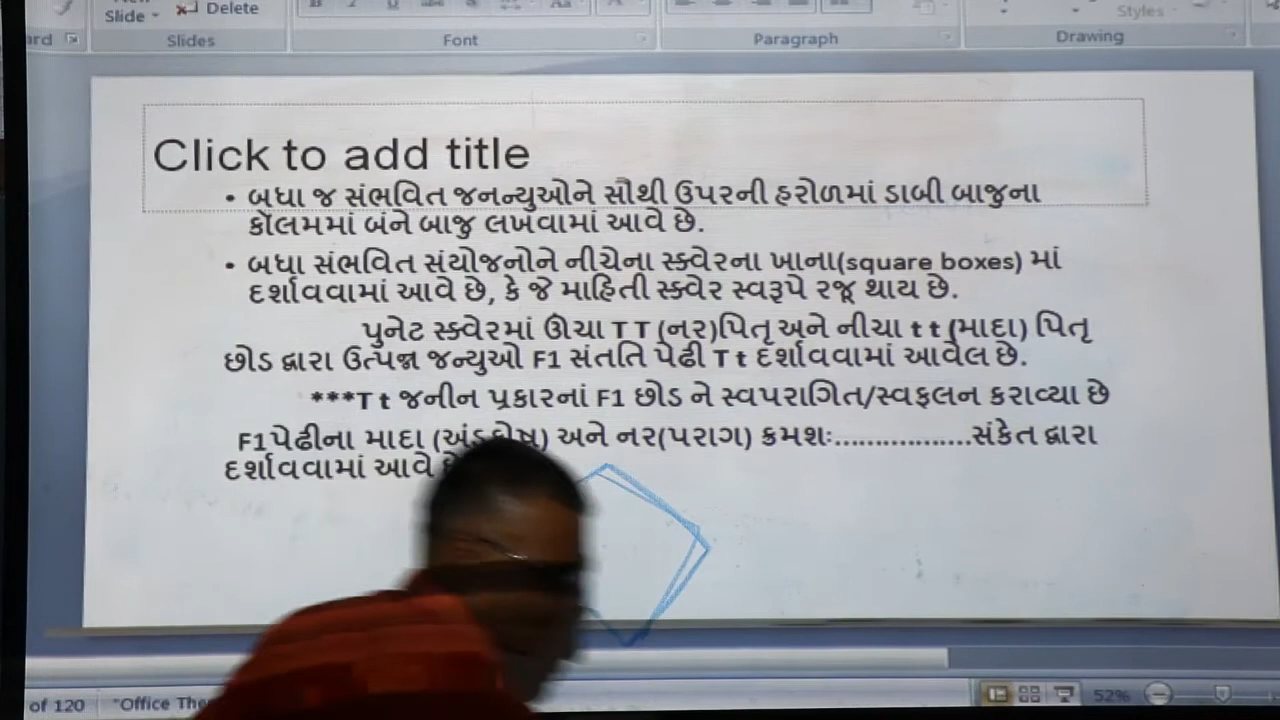 Slide
Delete
Slides
Font
Paragraph
Styles
Drawing
Click to add title
• બધા જ સંભવિત જનન્યુઓને સૌથી ઉપરની હરોળમાં ડાબી બાજુના
કૉલમમાં બંને બાજુ લખવામાં આવે છે.
• બધા સંભવિત સંયોજનોને નીચેના સ્ક્વેરના ખાના(square boxes) માં
દર્શાવવામાં આવે છે, કે જે માહિતી સ્ક્વેર સ્વરૂપે રજૂ થાય છે.
પુનેટ સ્ક્વેરમાં ઊંચા T T (નર)પિતૃ અને નીચા t t (માદા) પિતૃ
છોડ દ્વારા ઉત્પન્ન જન્યુઓ F1 સંતતિ પેઢી T t દર્શાવવામાં આવેલ છે.
***T t જનીન પ્રકારનાં F1 છોડ ને સ્વપરાગિત/સ્વફલન કરાવ્યા છે
F1પેઢીના માદા અને નર(પરાગ) ક્રમશઃ.................સંકેત દ્વારા
દર્શાવવામાં આવે
of 120
"Office The
52%